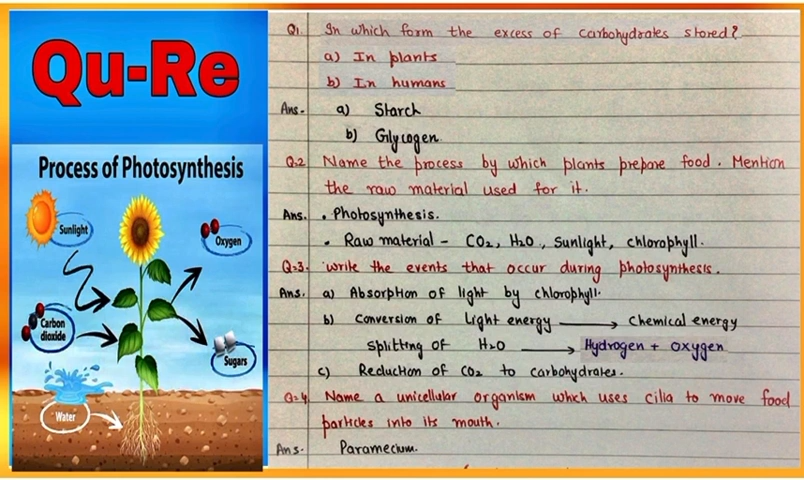 Qu-Re
Process of Photosynthesis
Sunlight
Oxygen
Carbon
dioxide
Sugars
Water
Q1. In which form the excess of carbohydrates stored?
a) In plants
b) In humans
Ans - a) Starch
b) Glycogen.
Q.2 Name the process by which plants prepare food. Mention
the raw material used for it.
Ans. • Photosynthesis.
• Raw material - CO2, H2O, Sunlight, chlorophyll.
Q.3. write the events that occur during photosynthesis.
Ans. a) Absorption of light by chlorophyll.
b) Conversion of Light energy → Chemical energy
Splitting of H2O → Hydrogen + oxygen
c) Reduction of CO2 to carbohydrates.
Q.4. Name a unicellular organism which uses cilia to move food
particles into its mouth.
Ans. Paramecium.